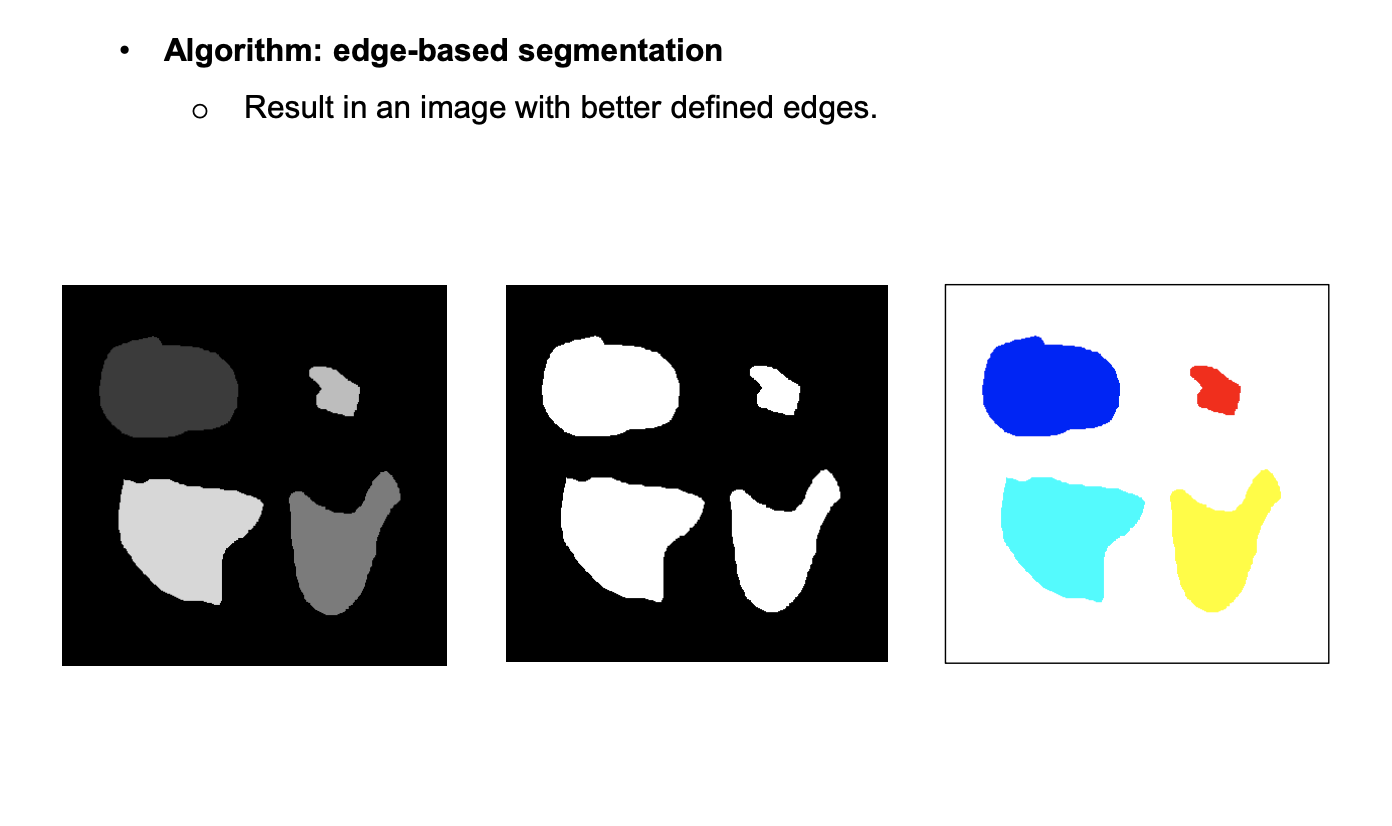 • Algorithm: edge-based segmentation
o Result in an image with better defined edges.